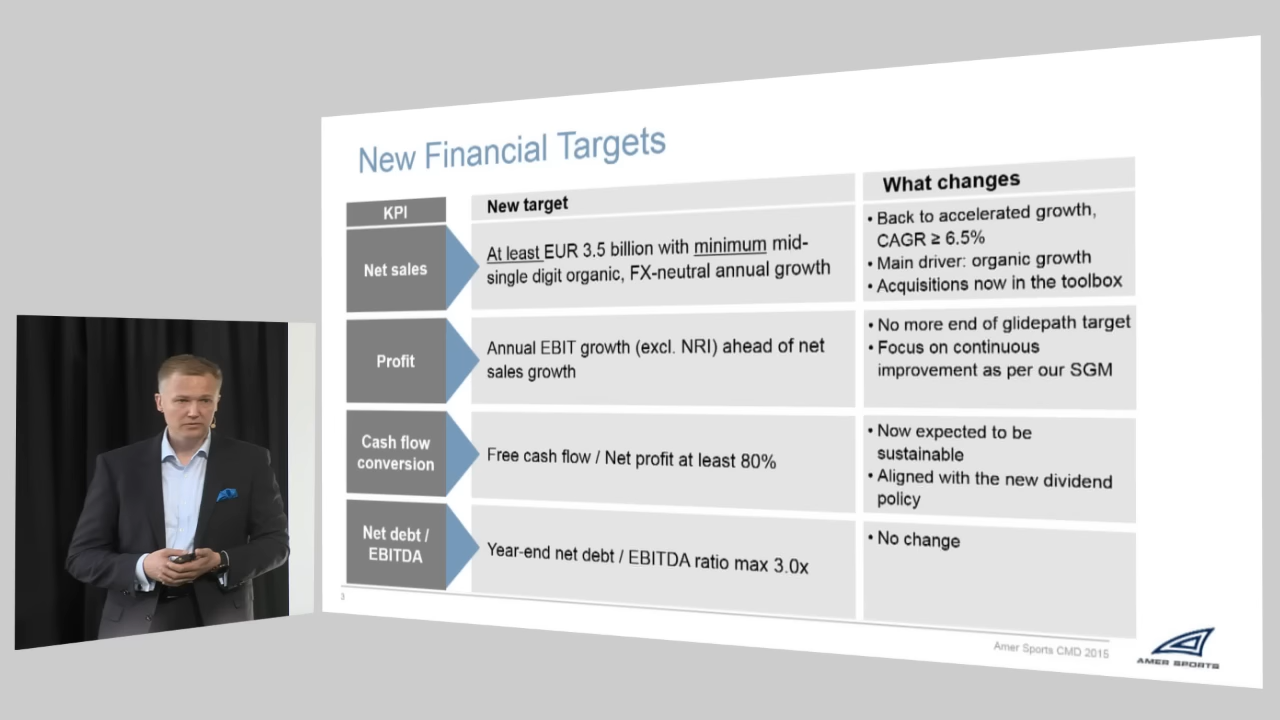 New Financial Targets
KPI
New target
What changes
Net sales
At least EUR 3.5 billion with minimum mid-
single digit organic, FX-neutral annual growth
• Back to accelerated growth,
CAGR ≥ 6.5%
• Main driver: organic growth
• Acquisitions now in the toolbox
Profit
Annual EBIT growth (excl. NRI) ahead of net
sales growth
• No more end of glidepath target
• Focus on continuous
improvement as per our SGM
Cash flow
conversion
Free cash flow / Net profit at least 80%
• Now expected to be
sustainable
• Aligned with the new dividend
policy
Net debt /
EBITDA
Year-end net debt / EBITDA ratio max 3.0x
• No change
3
Amer Sports CMD 2015
AMER SPORTS